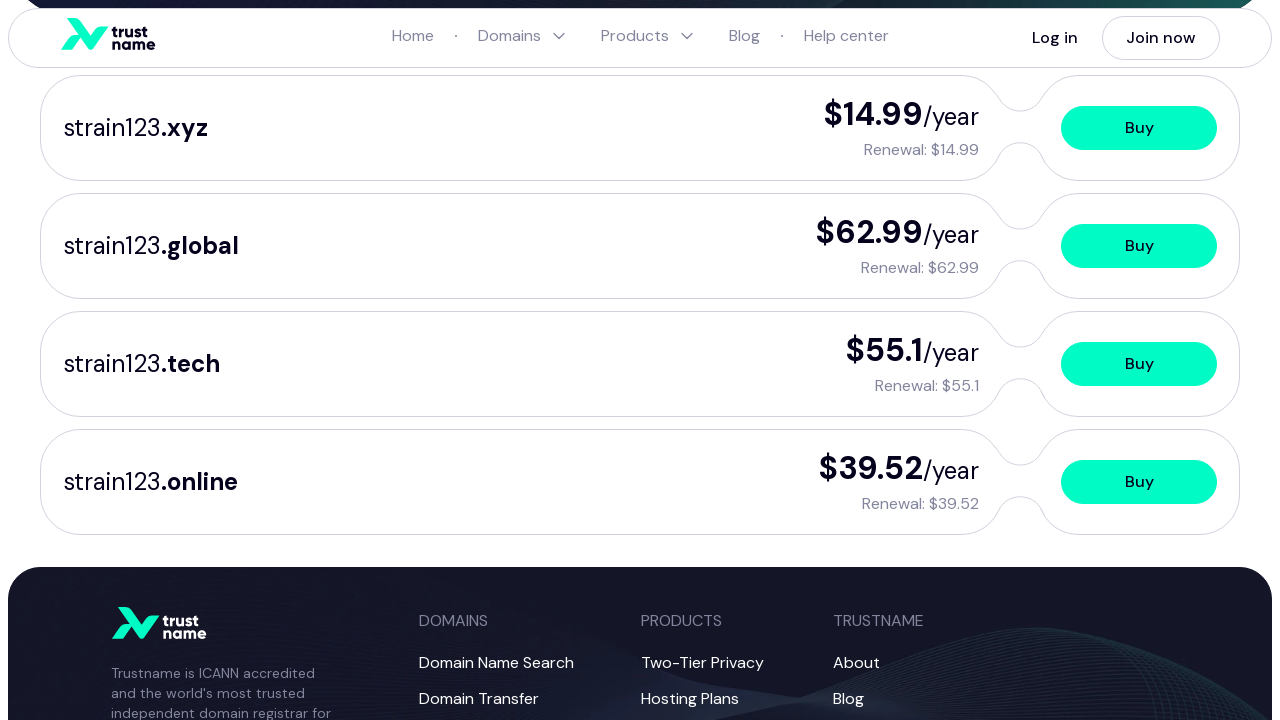 trust
name
Home · Domains Products Blog · Help center
Log in Join now
strain123.xyz $14.99/year Buy
Renewal: $14.99
strain123.global $62.99/year Buy
Renewal: $62.99
strain123.tech $55.1/year Buy
Renewal: $55.1
strain123.online $39.52/year Buy
Renewal: $39.52
trust
name
Trustname is ICANN accredited
and the world's most trusted
independent domain registrar for
DOMAINS
Domain Name Search
Domain Transfer
PRODUCTS
Two-Tier Privacy
Hosting Plans
TRUSTNAME
About
Blog